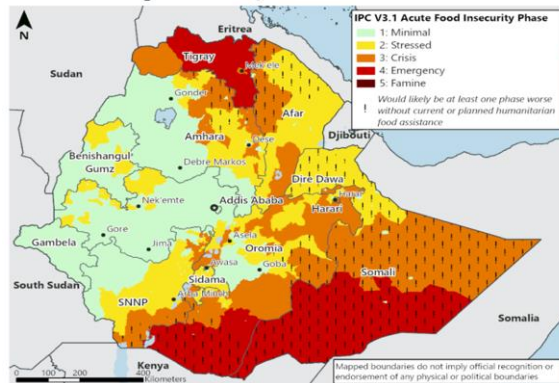 IPC V3.1 Acute Food Insecurity Phase
1: Minimal
2: Stressed
3: Crisis
4: Emergency
5: Famine
! Would likely be at least one phase worse
without current or planned humanitarian
food assistance
N
Eritrea
Tigray
Mek'ele
Sudan
Gonder
Afar
Amhara
Dese
Djibouti
Benishangul
Gumz
Debre Markos
Dire Dawa
Nek'emte
Addis Ababa
Harar
Harari
Gambela
Gore
Jima
Asela
Oromia
Goba
Somali
Awasa
Sidama
South Sudan
SNNP
Arba Minch
Somalia
Kenya
0 100 200 400
Kilometers
Mapped boundaries do not imply official recognition or
endorsement of any physical or political boundaries